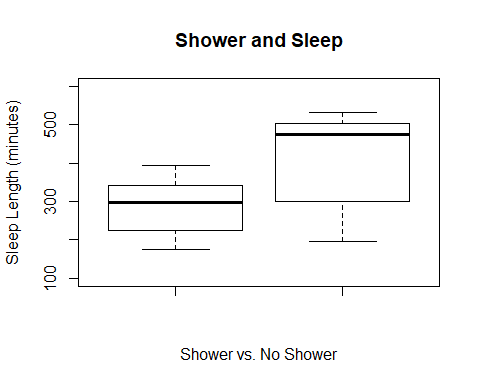 Shower and Sleep
Sleep Length (minutes)
500
300
100
Shower vs. No Shower